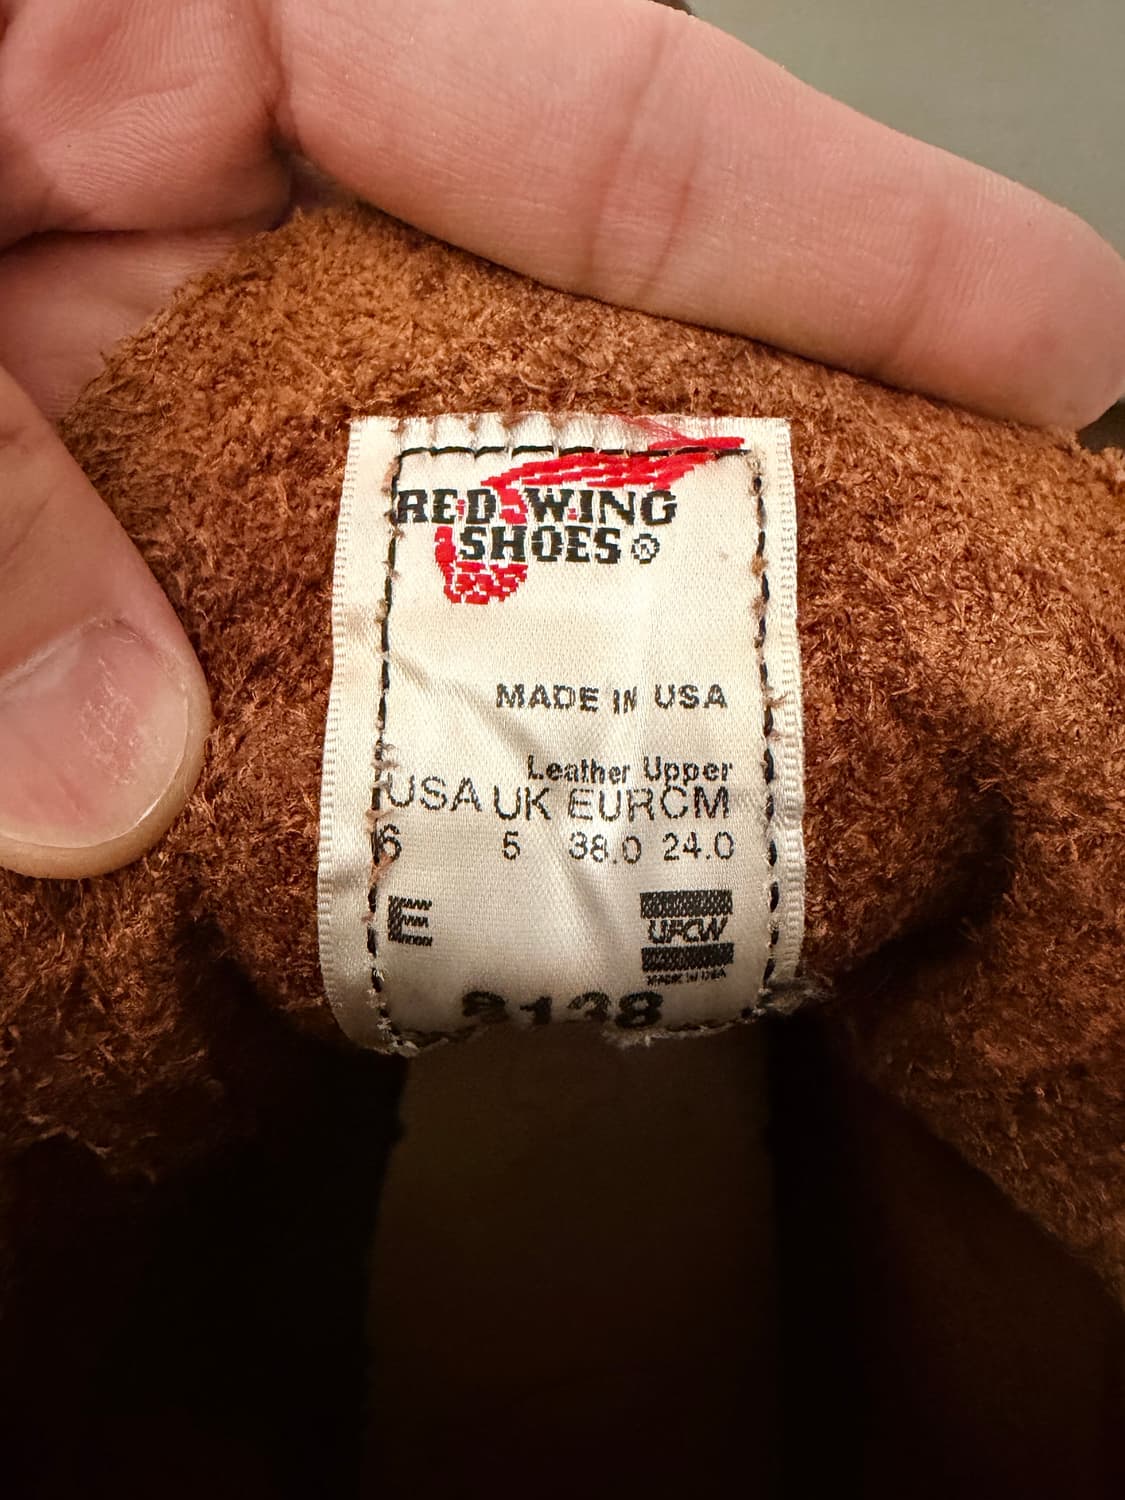 RED WING
SHOES ®
MADE IN USA
Leather Upper
USA UK EUR CM
6 5 38.0 24.0
E
UFCW
MADE IN USA
8138